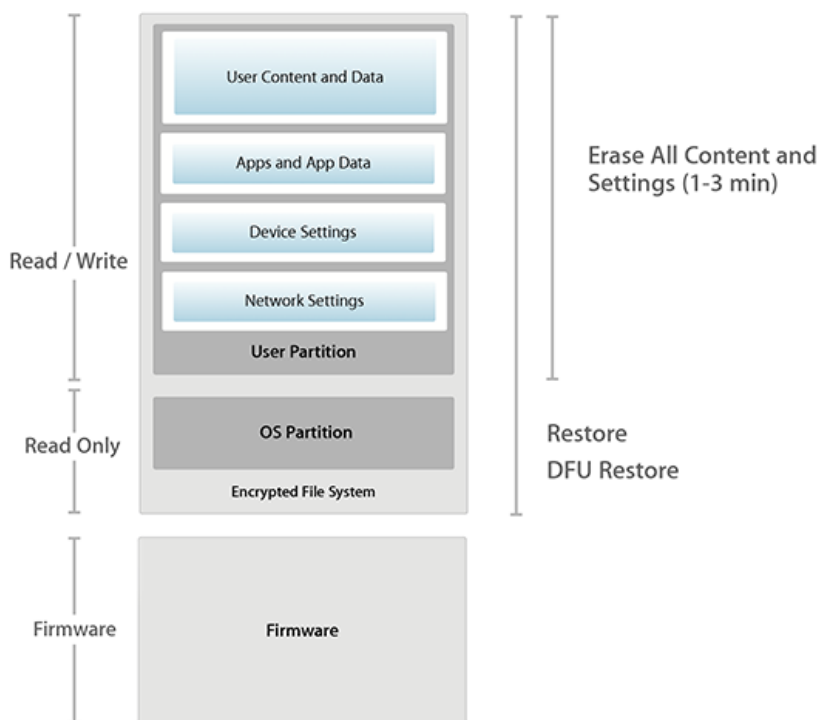 User Content and Data
Apps and App Data
Device Settings
Network Settings
User Partition
OS Partition
Encrypted File System
Firmware
Read / Write
Read Only
Firmware
Erase All Content and
Settings (1-3 min)
Restore
DFU Restore